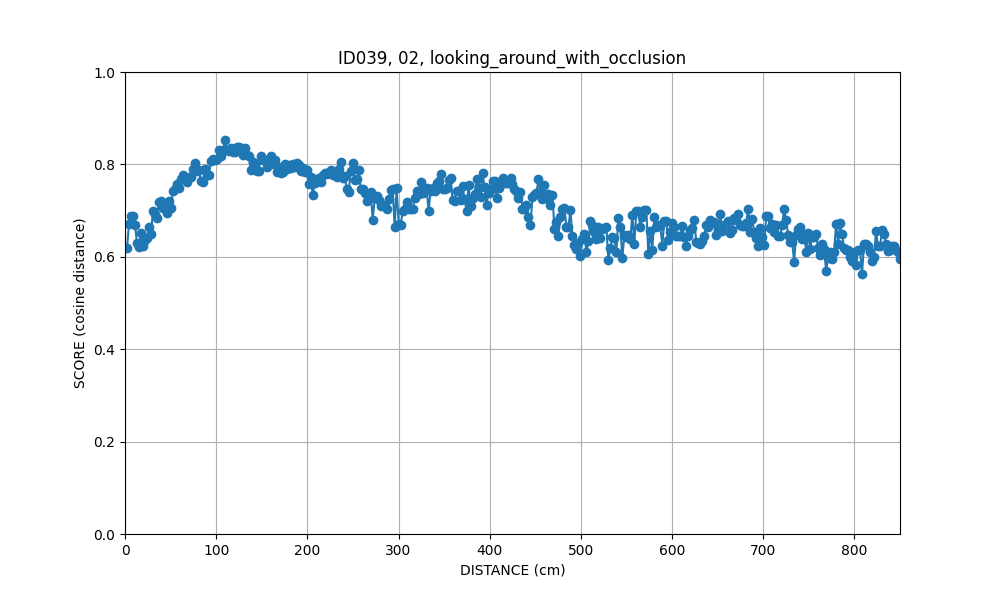 ID039, 02, looking_around_with_occlusion
1.0
0.8
0.6
0.4
0.2
0.0
SCORE (cosine distance)
0 100 200 300 400 500 600 700 800
DISTANCE (cm)